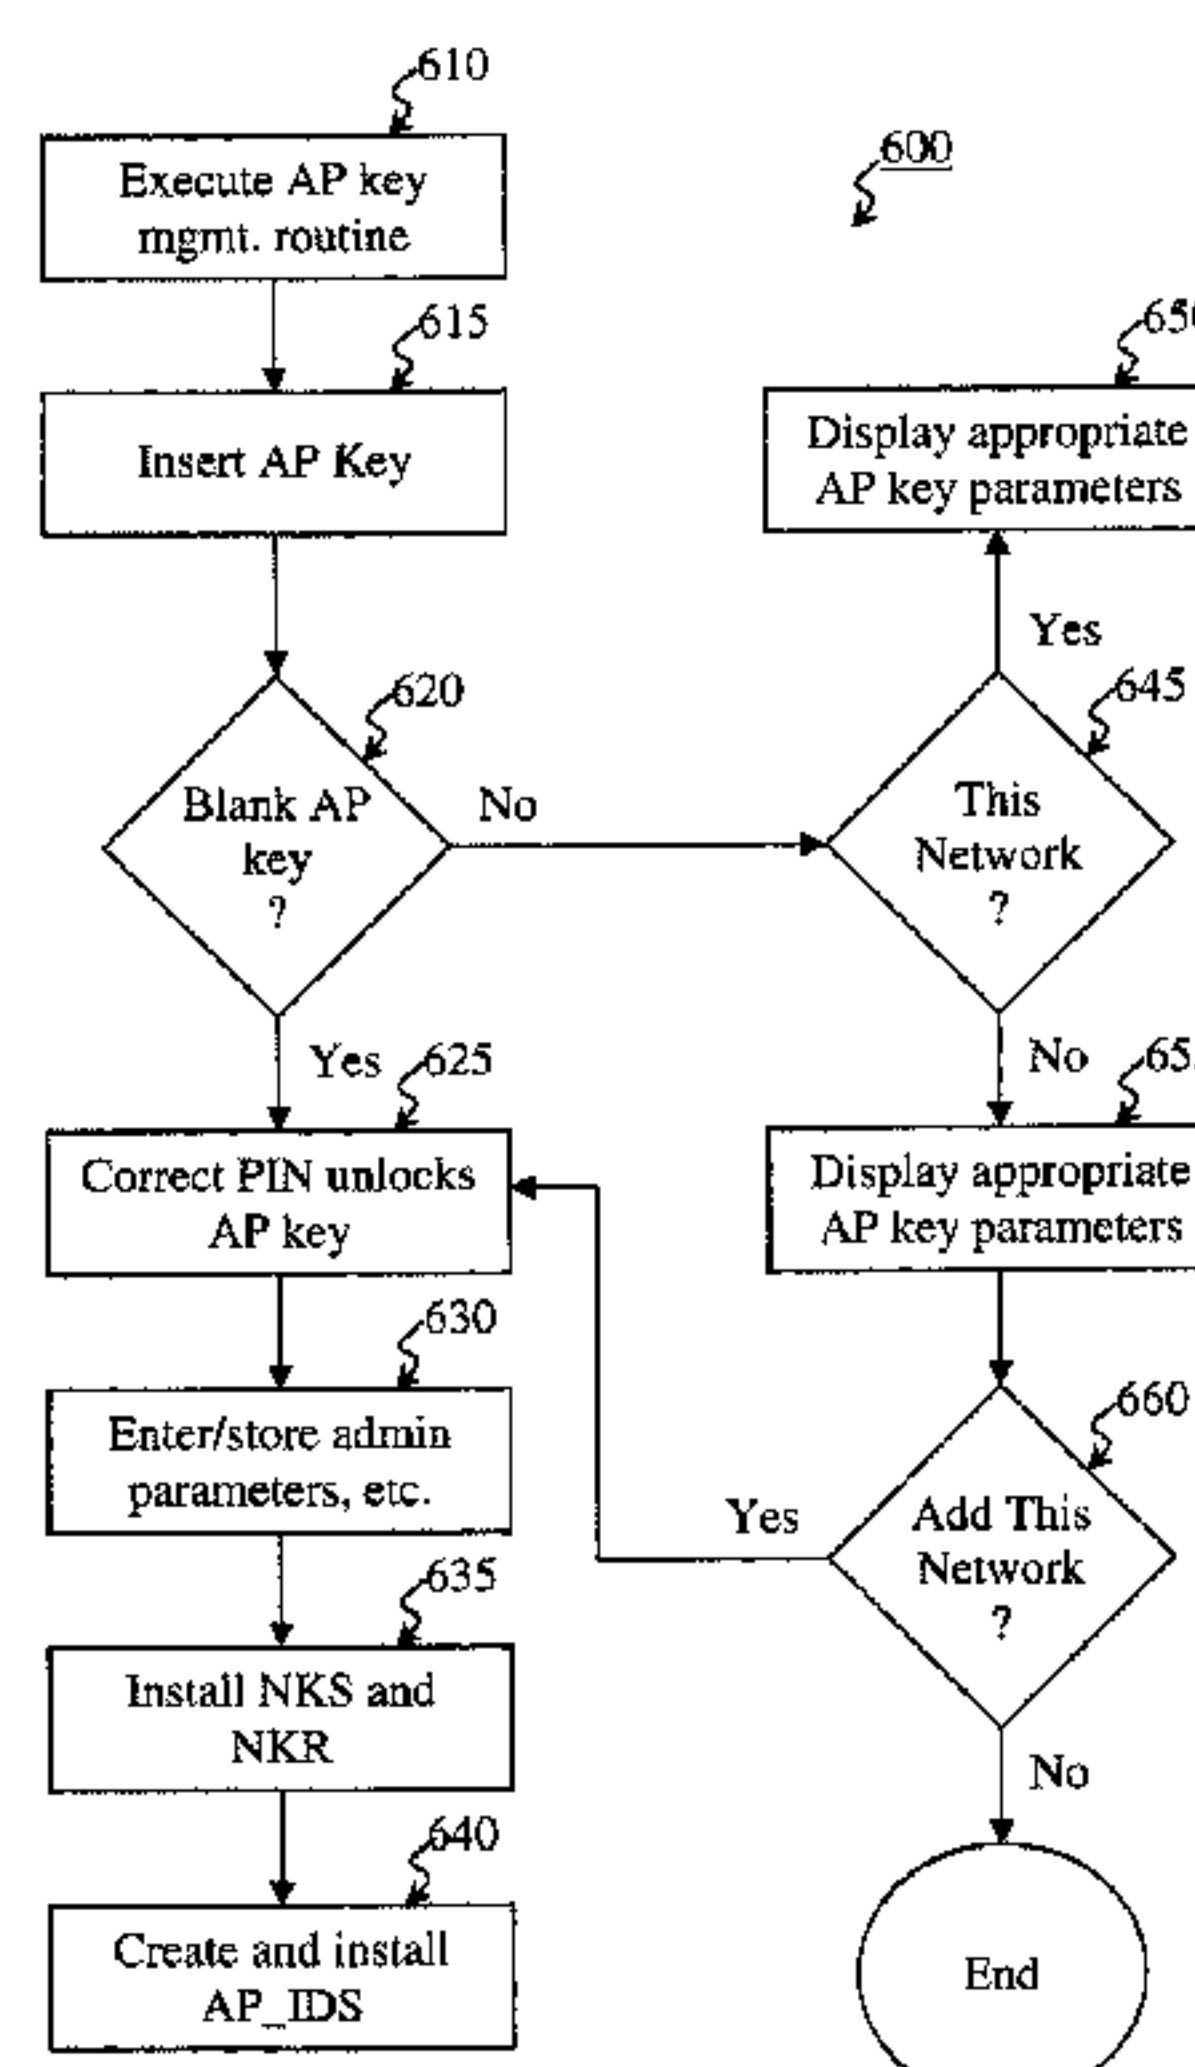 610
Execute AP key
mgmt. routine
600
615
Insert AP Key
650
Display appropriate
AP key parameters
Yes
620
Blank AP
key
?
No
645
This
Network
?
Yes
625
Correct PIN unlocks
AP key
No
Display appropriate
AP key parameters
630
Enter/store admin
parameters, etc.
660
Add This
Network
?
Yes
635
Install NKS and
NKR
No
640
Create and install
AP_IDS
End